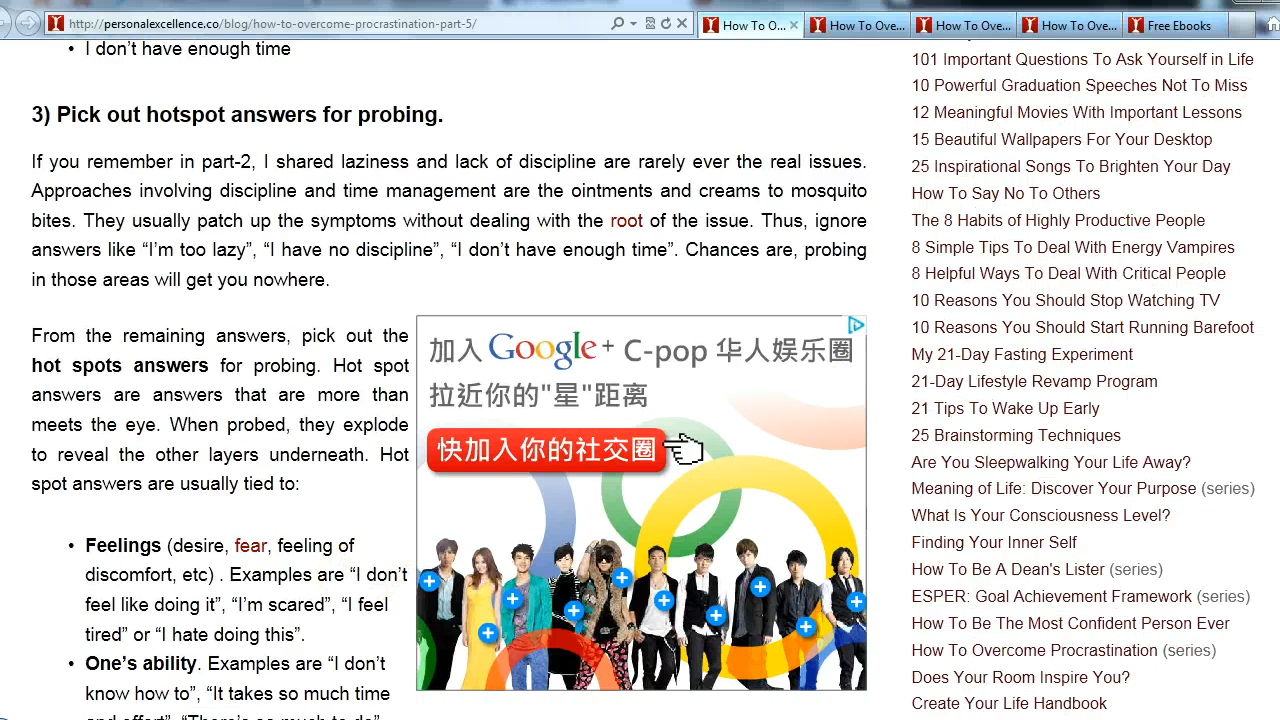 http://personalexcellence.co/blog/how-to-overcome-procrastination-part-5/
How To O...
How To Ove...
How To Ove...
How To Ove...
Free Ebooks
• I don't have enough time
3) Pick out hotspot answers for probing.
If you remember in part-2, I shared laziness and lack of discipline are rarely ever the real issues.
Approaches involving discipline and time management are the ointments and creams to mosquito
bites. They usually patch up the symptoms without dealing with the root of the issue. Thus, ignore
answers like “I'm too lazy”, “I have no discipline”, “I don't have enough time”. Chances are, probing
in those areas will get you nowhere.
From the remaining answers, pick out the
hot spots answers for probing. Hot spot
answers are answers that are more than
meets the eye. When probed, they explode
to reveal the other layers underneath. Hot
spot answers are usually tied to:
• Feelings (desire, fear, feeling of
discomfort, etc) . Examples are “I don't
feel like doing it”, “I'm scared”, “I feel
tired” or “I hate doing this”.
• One's ability. Examples are “I don't
know how to”, “It takes so much time
and effort”, “There's so much to do”
加入 Google+ C-pop 华人娱乐圈
拉近你的"星"距离
快加入你的社交圈
101 Important Questions To Ask Yourself in Life
10 Powerful Graduation Speeches Not To Miss
12 Meaningful Movies With Important Lessons
15 Beautiful Wallpapers For Your Desktop
25 Inspirational Songs To Brighten Your Day
How To Say No To Others
The 8 Habits of Highly Productive People
8 Simple Tips To Deal With Energy Vampires
8 Helpful Ways To Deal With Critical People
10 Reasons You Should Stop Watching TV
10 Reasons You Should Start Running Barefoot
My 21-Day Fasting Experiment
21-Day Lifestyle Revamp Program
21 Tips To Wake Up Early
25 Brainstorming Techniques
Are You Sleepwalking Your Life Away?
Meaning of Life: Discover Your Purpose (series)
What Is Your Consciousness Level?
Finding Your Inner Self
How To Be A Dean's Lister (series)
ESPER: Goal Achievement Framework (series)
How To Be The Most Confident Person Ever
How To Overcome Procrastination (series)
Does Your Room Inspire You?
Create Your Life Handbook